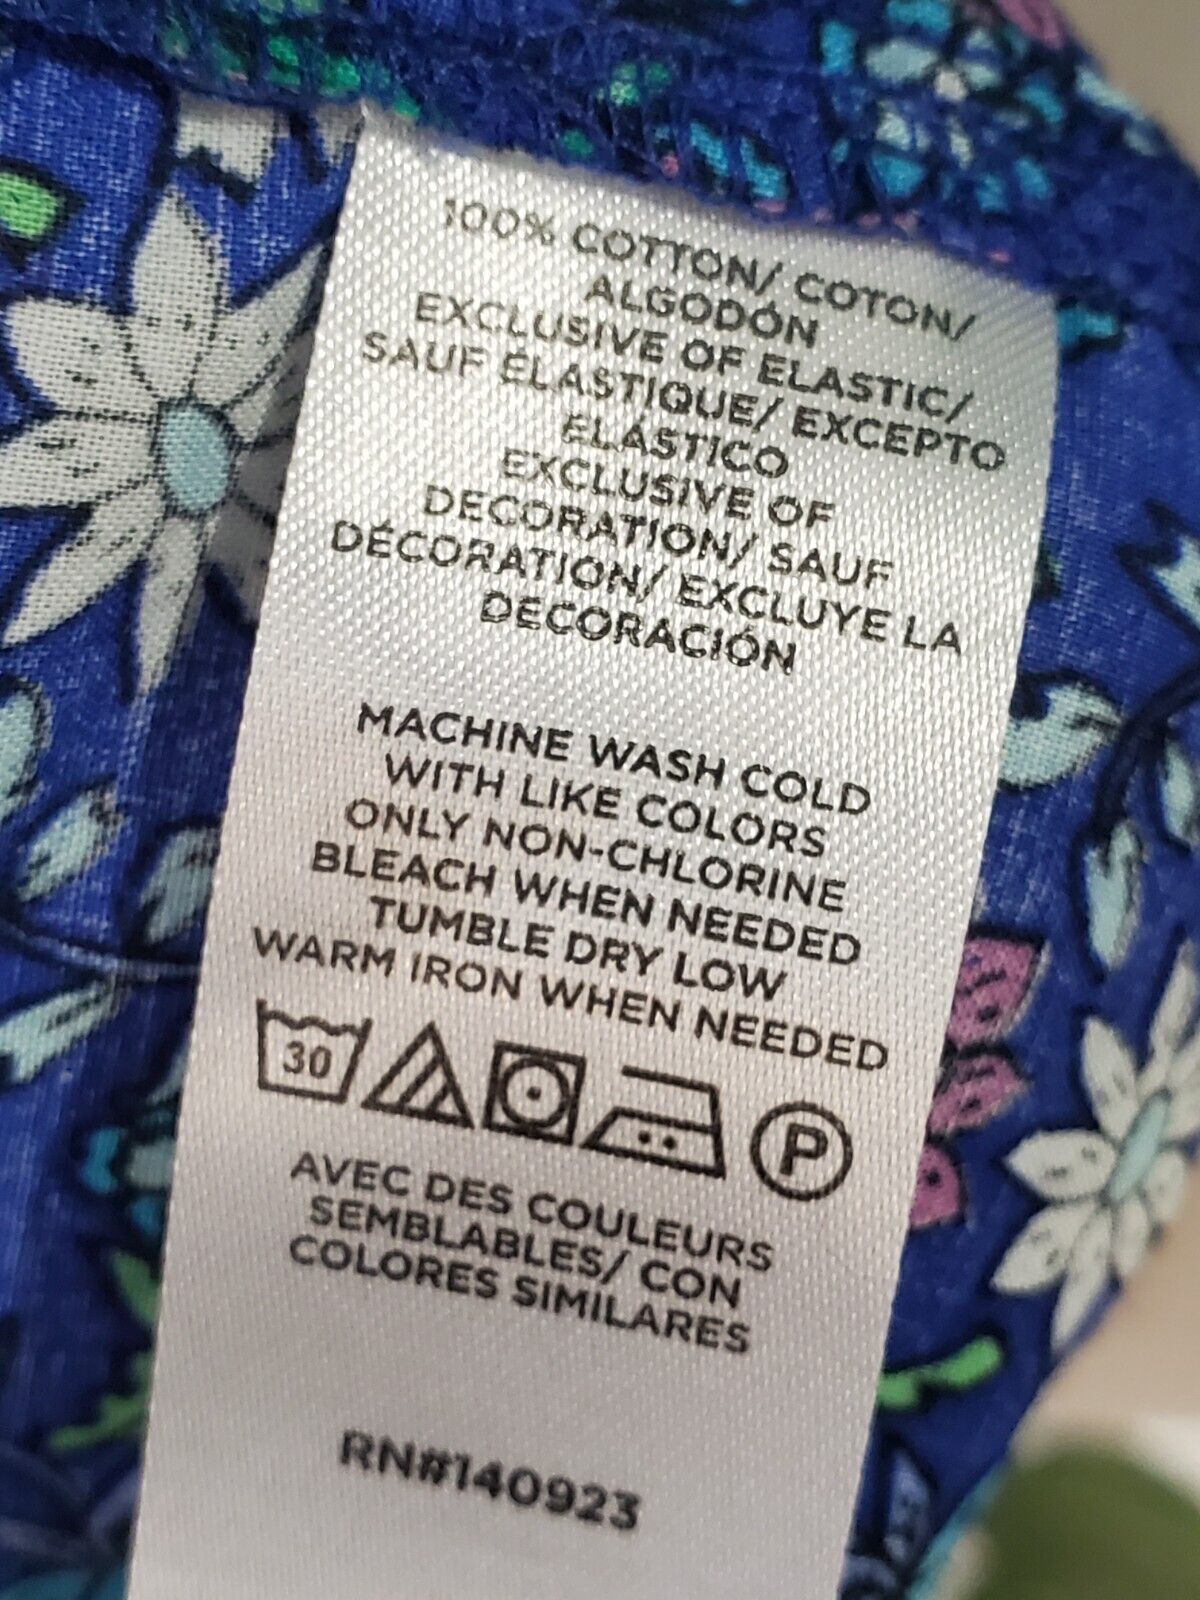 100% COTTON/ COTON/
ALGODÓN
EXCLUSIVE OF ELASTIC/
SAUF ÉLASTIQUE/ EXCEPTO
ELÁSTICO
EXCLUSIVE OF
DECORATION/ SAUF
DÉCORATION/ EXCLUYE LA
DECORACIÓN
MACHINE WASH COLD
WITH LIKE COLORS
ONLY NON-CHLORINE
BLEACH WHEN NEEDED
TUMBLE DRY LOW
WARM IRON WHEN NEEDED
30 P
AVEC DES COULEURS
SEMBLABLES/ CON
COLORES SIMILARES
RN#140923